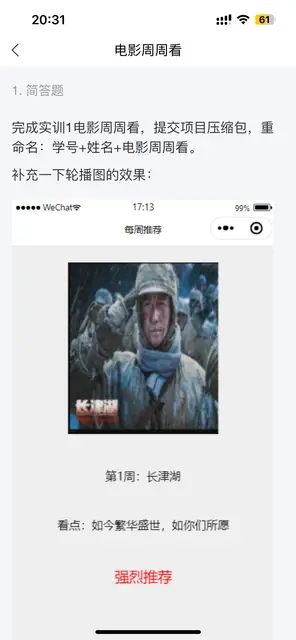 20:31
61
电影周周看
1. 简答题
完成实训1电影周周看，提交项目压缩包，重
命名：学号+姓名+电影周周看。
补充一下轮播图的效果：
WeChat
17:13
99%
每周推荐
长津湖
第1周：长津湖
看点：如今繁华盛世，如你们所愿
强烈推荐